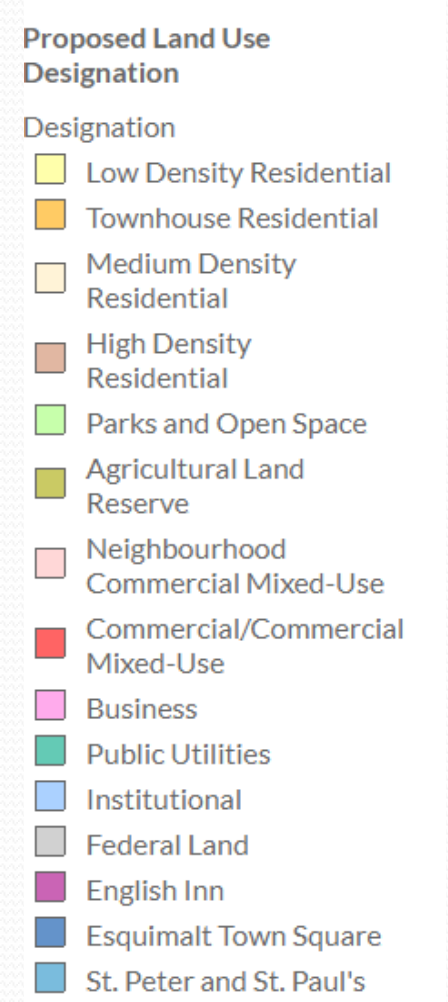 Proposed Land Use
Designation
Designation
Low Density Residential
Townhouse Residential
Medium Density
Residential
High Density
Residential
Parks and Open Space
Agricultural Land
Reserve
Neighbourhood
Commercial Mixed-Use
Commercial/Commercial
Mixed-Use
Business
Public Utilities
Institutional
Federal Land
English Inn
Esquimalt Town Square
St. Peter and St. Paul's